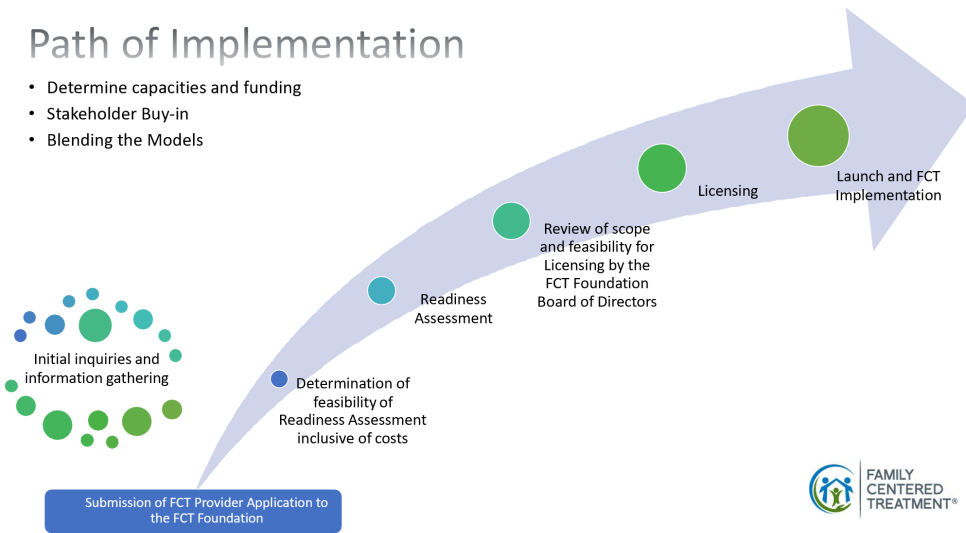 Path of Implementation
• Determine capacities and funding
• Stakeholder Buy-in
• Blending the Models
Initial inquiries and
information gathering
Submission of FCT Provider Application to
the FCT Foundation
Determination of
feasibility of
Readiness Assessment
inclusive of costs
Readiness
Assessment
Review of scope
and feasibility for
Licensing by the
FCT Foundation
Board of Directors
Licensing
Launch and FCT
Implementation
FAMILY
CENTERED
TREATMENT®